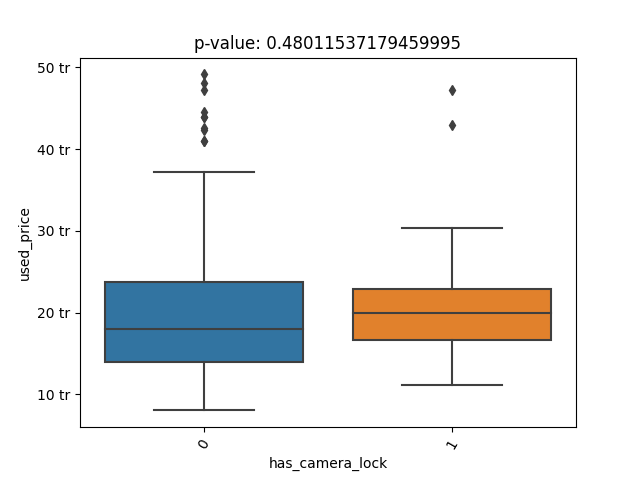 p-value: 0.48011537179459995
50 tr
40 tr
30 tr
20 tr
10 tr
used_price
0
1
has_camera_lock